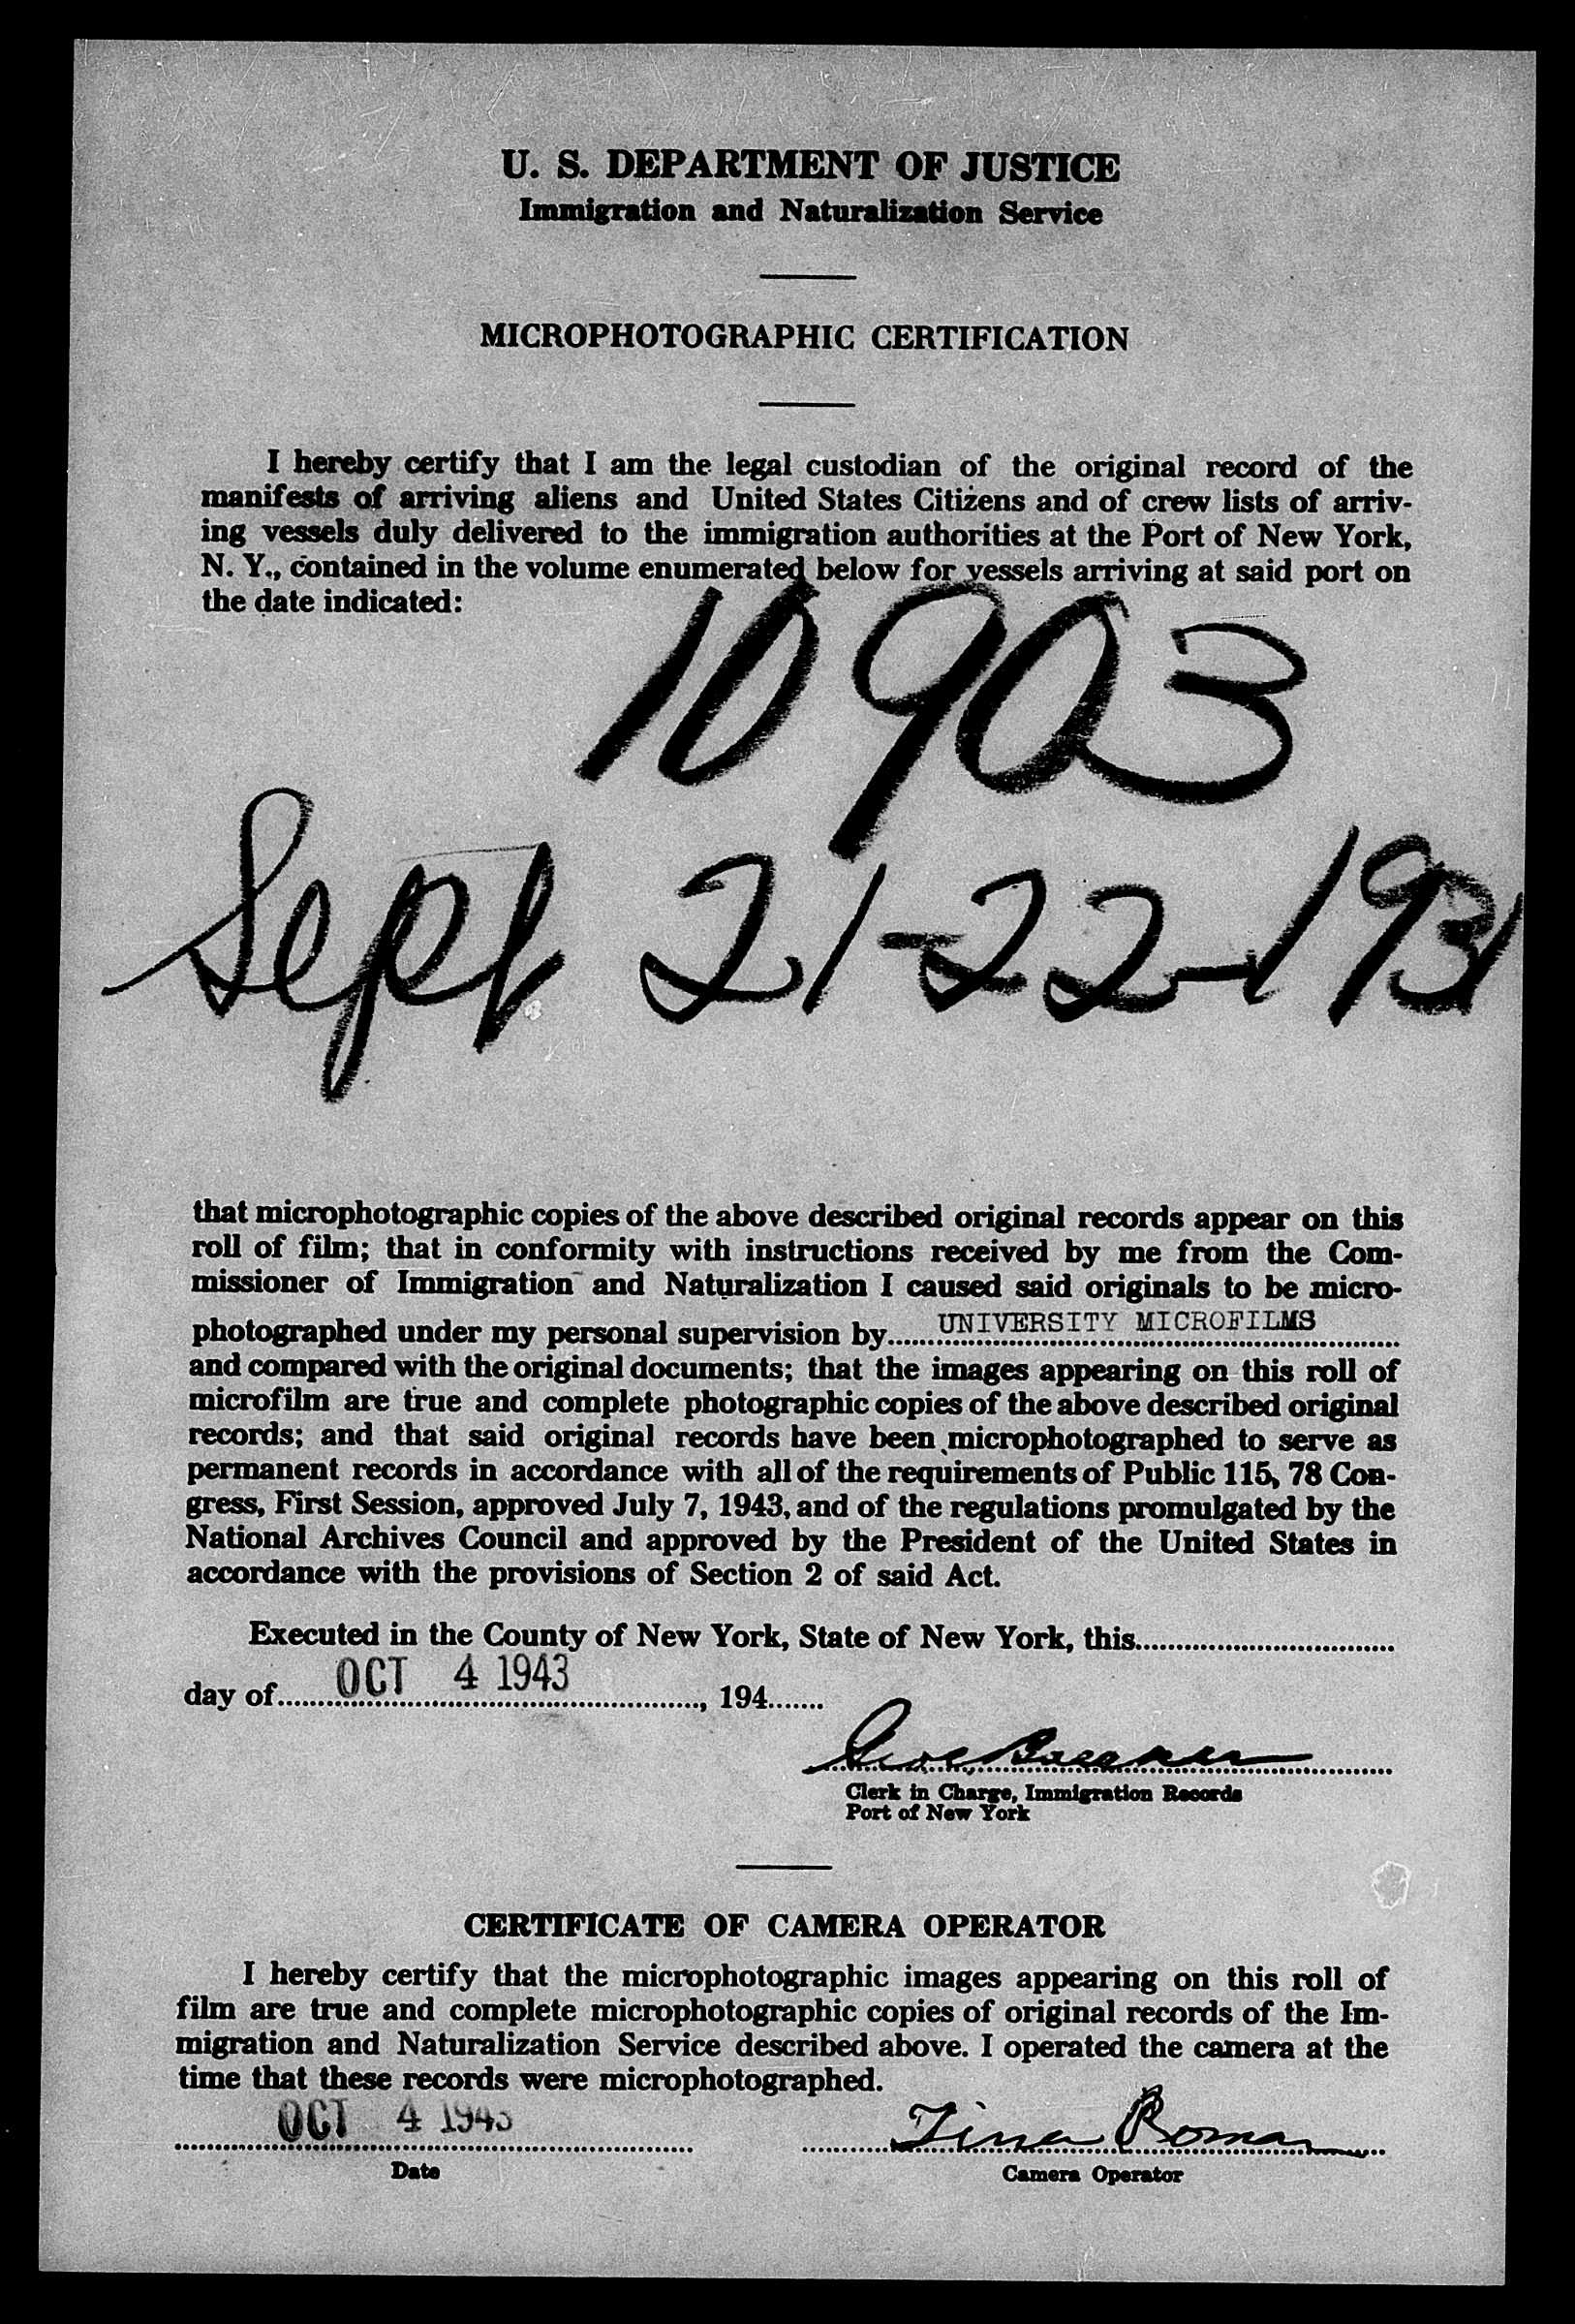 U. S. DEPARTMENT OF JUSTICE
Immigration and Naturalization Service
MICROPHOTOGRAPHIC CERTIFICATION
I hereby certify that I am the legal custodian of the original record of the
manifests of arriving aliens and United States Citizens and of crew lists of arriv-
ing vessels duly delivered to the immigration authorities at the Port of New York,
N. Y., contained in the volume enumerated below for vessels arriving at said port on
the date indicated:
10903
Sept 21-22-1931
that microphotographic copies of the above described original records appear on this
roll of film; that in conformity with instructions received by me from the Com-
missioner of Immigration and Naturalization I caused said originals to be micro-
photographed under my personal supervision by UNIVERSITY MICROFILMS
and compared with the original documents; that the images appearing on this roll of
microfilm are true and complete photographic copies of the above described original
records; and that said original records have been microphotographed to serve as
permanent records in accordance with all of the requirements of Public 115, 78 Con-
gress, First Session, approved July 7, 1943, and of the regulations promulgated by the
National Archives Council and approved by the President of the United States in
accordance with the provisions of Section 2 of said Act.
Executed in the County of New York, State of New York, this
day of OCT 4 1943, 194
Clerk in Charge, Immigration Records
Port of New York
CERTIFICATE OF CAMERA OPERATOR
I hereby certify that the microphotographic images appearing on this roll of
film are true and complete microphotographic copies of original records of the Im-
migration and Naturalization Service described above. I operated the camera at the
time that these records were microphotographed.
OCT 4 1943 Tina Roman
Date Camera Operator